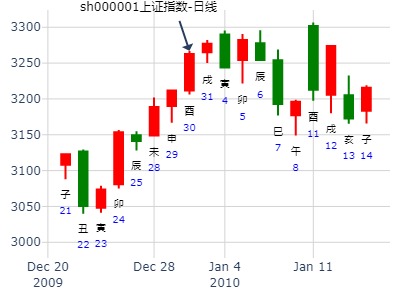 sh000001上证指数-日线
3300
3250
3200
3150
3100
3050
3000
子
21
丑
22
寅
23
卯
24
辰
25
未
28
申
29
酉
30
戌
31
寅
4
卯
5
辰
6
巳
7
午
8
酉
11
戌
12
亥
13
子
14
Dec 20
2009
Dec 28
Jan 4
2010
Jan 11